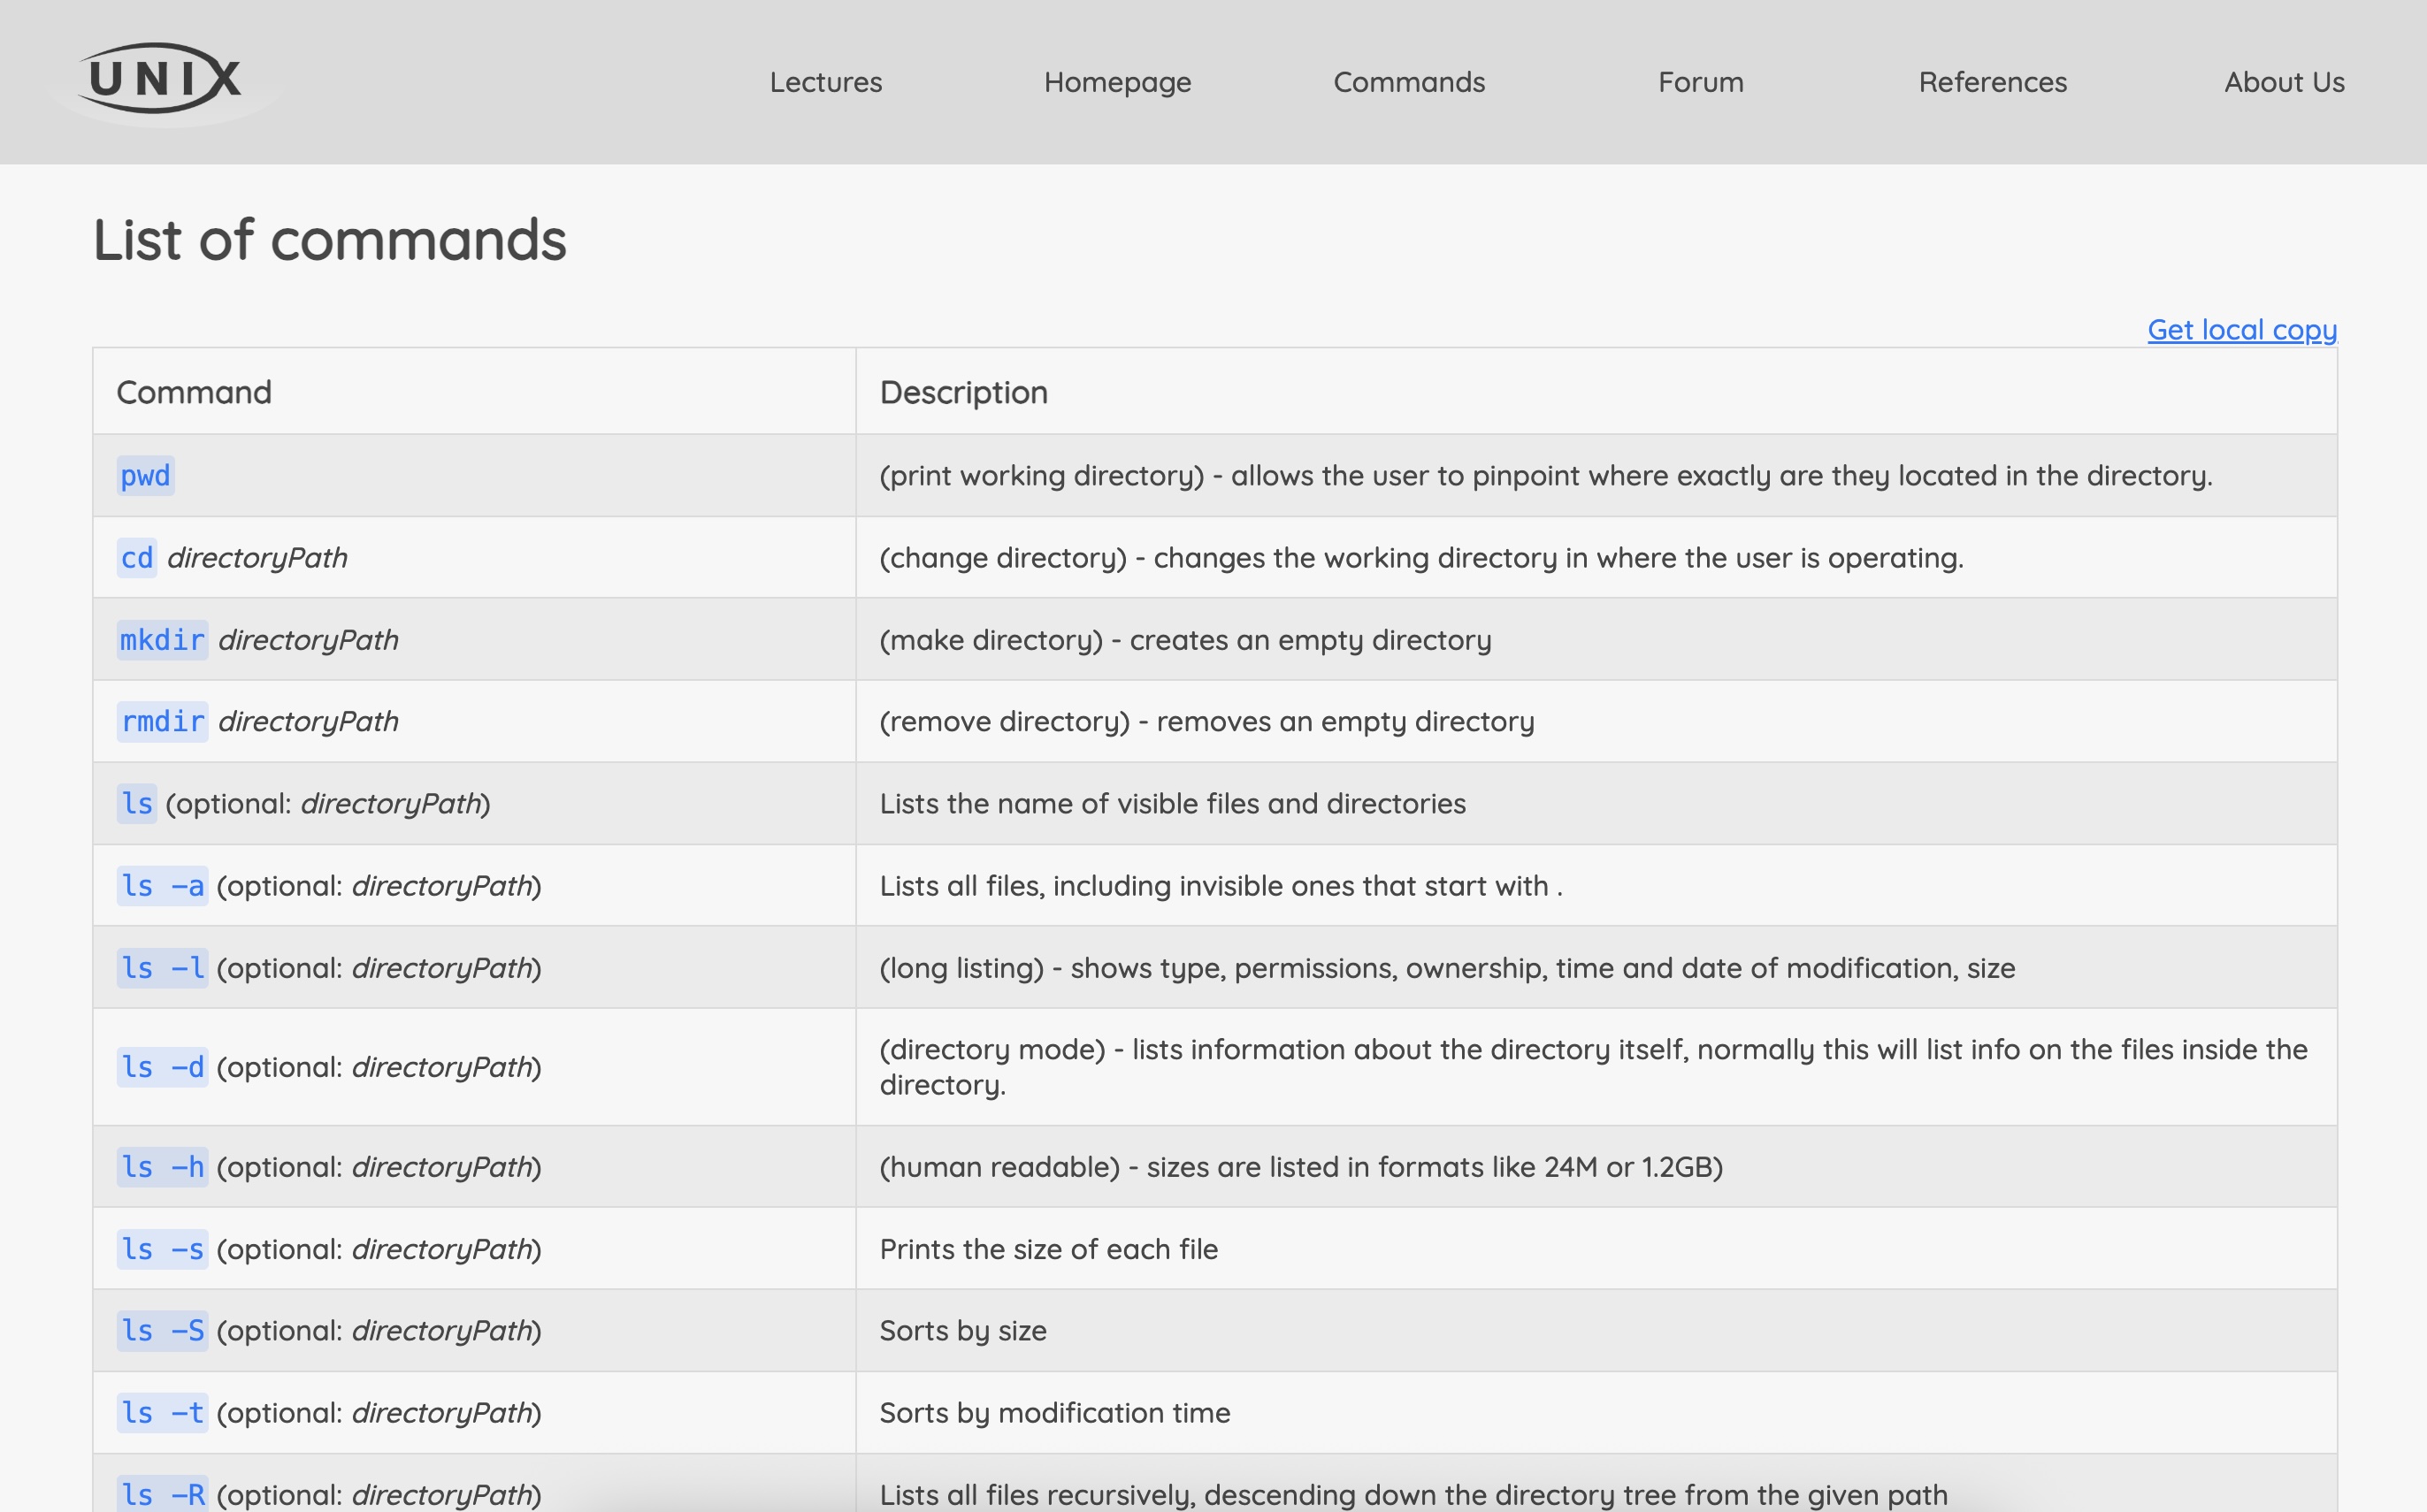 UNIX
Lectures Homepage Commands Forum References About Us
List of commands
Get local copy
Command Description
pwd (print working directory) - allows the user to pinpoint where exactly are they located in the directory.
cd directoryPath (change directory) - changes the working directory in where the user is operating.
mkdir directoryPath (make directory) - creates an empty directory
rmdir directoryPath (remove directory) - removes an empty directory
ls (optional: directoryPath) Lists the name of visible files and directories
ls -a (optional: directoryPath) Lists all files, including invisible ones that start with .
ls -l (optional: directoryPath) (long listing) - shows type, permissions, ownership, time and date of modification, size
ls -d (optional: directoryPath) (directory mode) - lists information about the directory itself, normally this will list info on the files inside the
directory.
ls -h (optional: directoryPath) (human readable) - sizes are listed in formats like 24M or 1.2GB)
ls -s (optional: directoryPath) Prints the size of each file
ls -S (optional: directoryPath) Sorts by size
ls -t (optional: directoryPath) Sorts by modification time
ls -R (optional: directoryPath) Lists all files recursively, descending down the directory tree from the given path